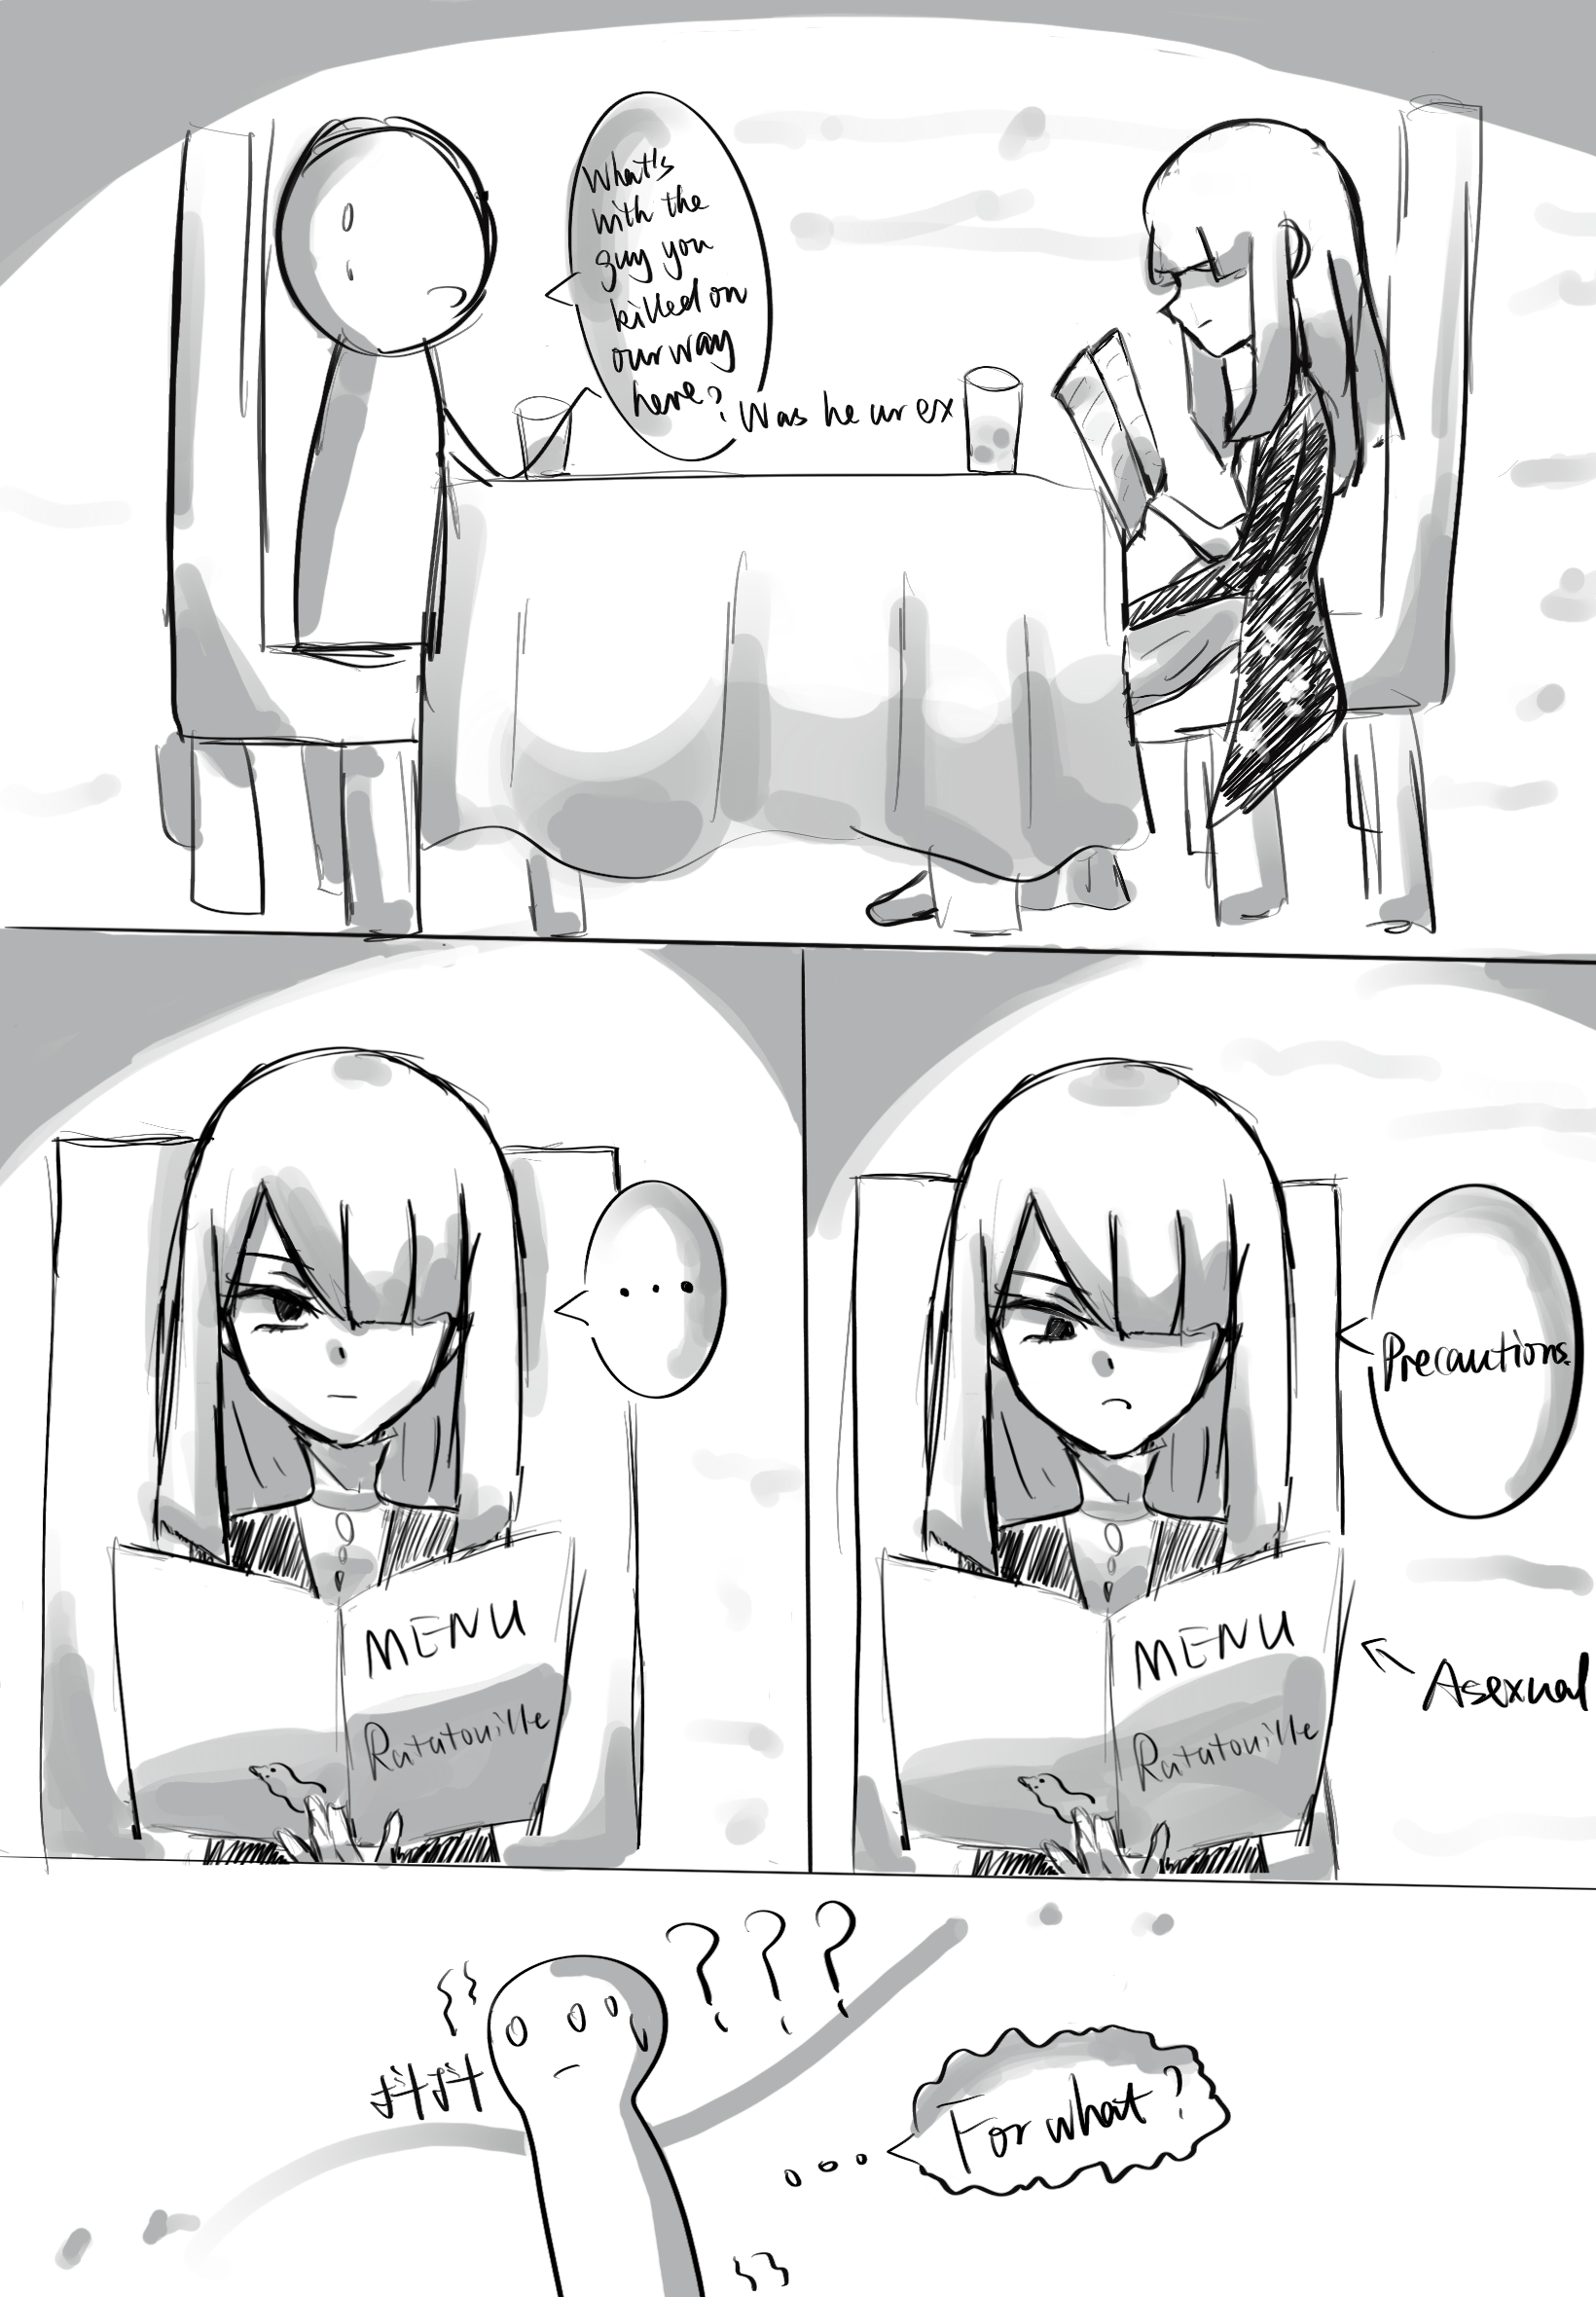 What's
with the
guy you
killed on
our way
here?
Was he ur ex
...
MENU
Ratatouille
Precautions.
MENU
Ratatouille
Asexual
???
...
For what?